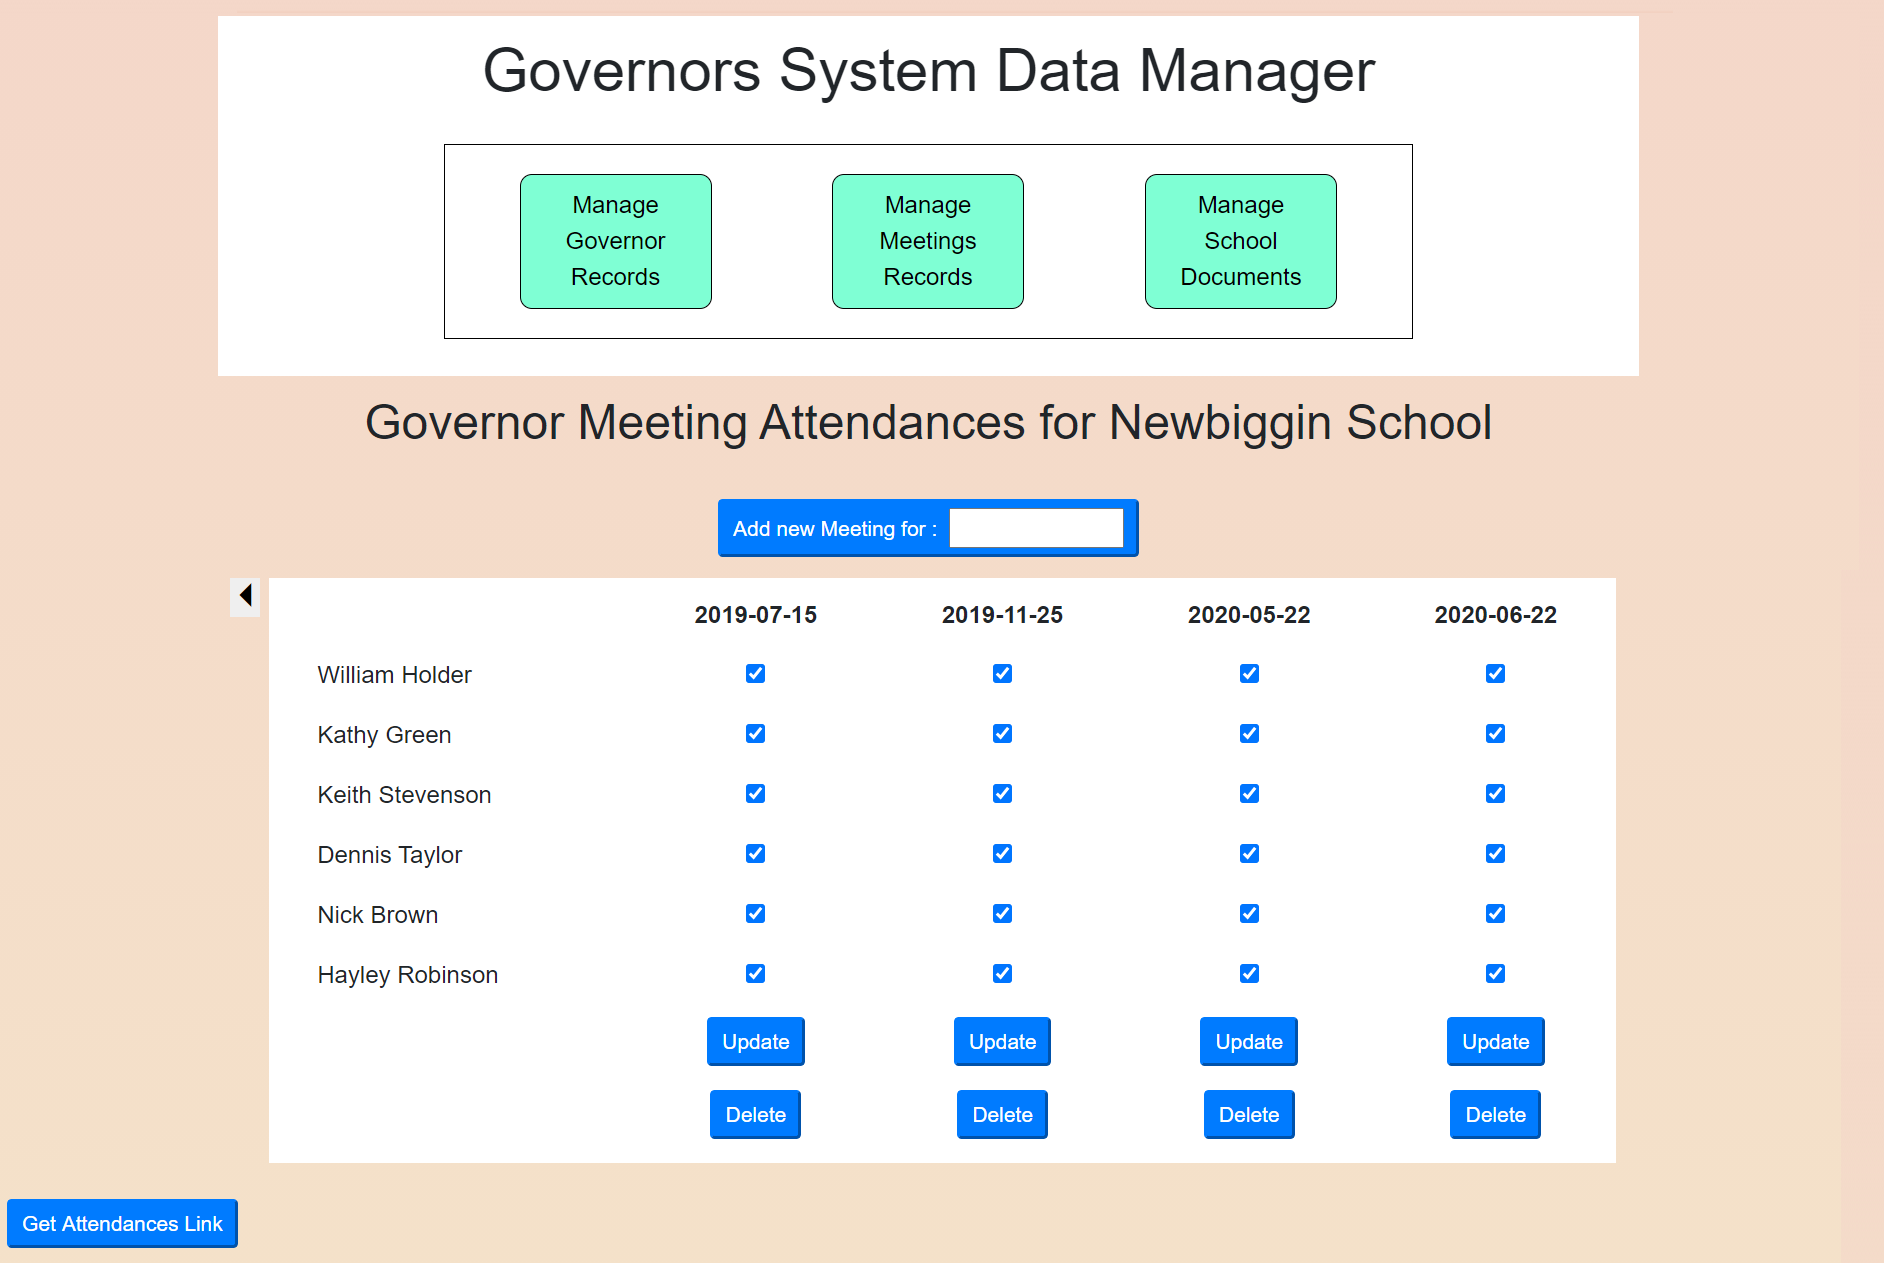 Governors System Data Manager
Manage
Governor
Records
Manage
Meetings
Records
Manage
School
Documents
Governor Meeting Attendances for Newbiggin School
Add new Meeting for :
2019-07-15 2019-11-25 2020-05-22 2020-06-22
William Holder
Kathy Green
Keith Stevenson
Dennis Taylor
Nick Brown
Hayley Robinson
Update Update Update Update
Delete Delete Delete Delete
Get Attendances Link